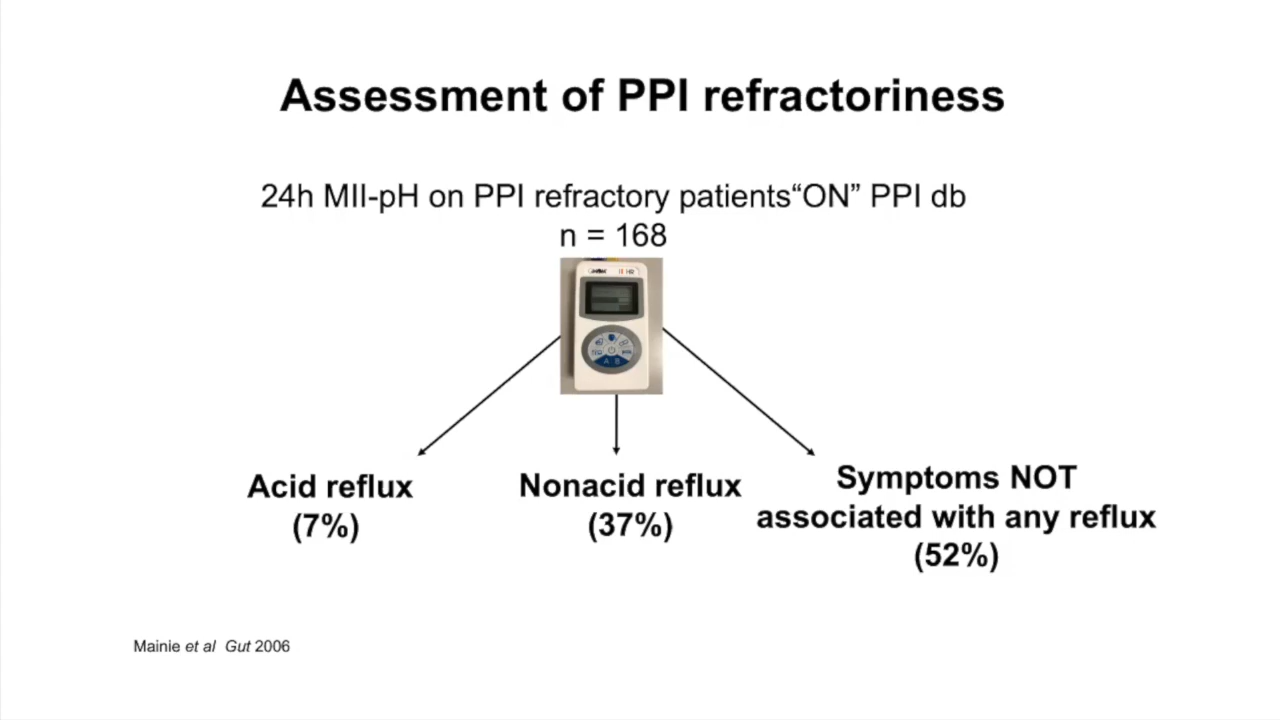 Assessment of PPI refractoriness
24h MII-pH on PPI refractory patients“ON” PPI db
n = 168
Acid reflux
(7%)
Nonacid reflux
(37%)
Symptoms NOT
associated with any reflux
(52%)
Mainie et al Gut 2006